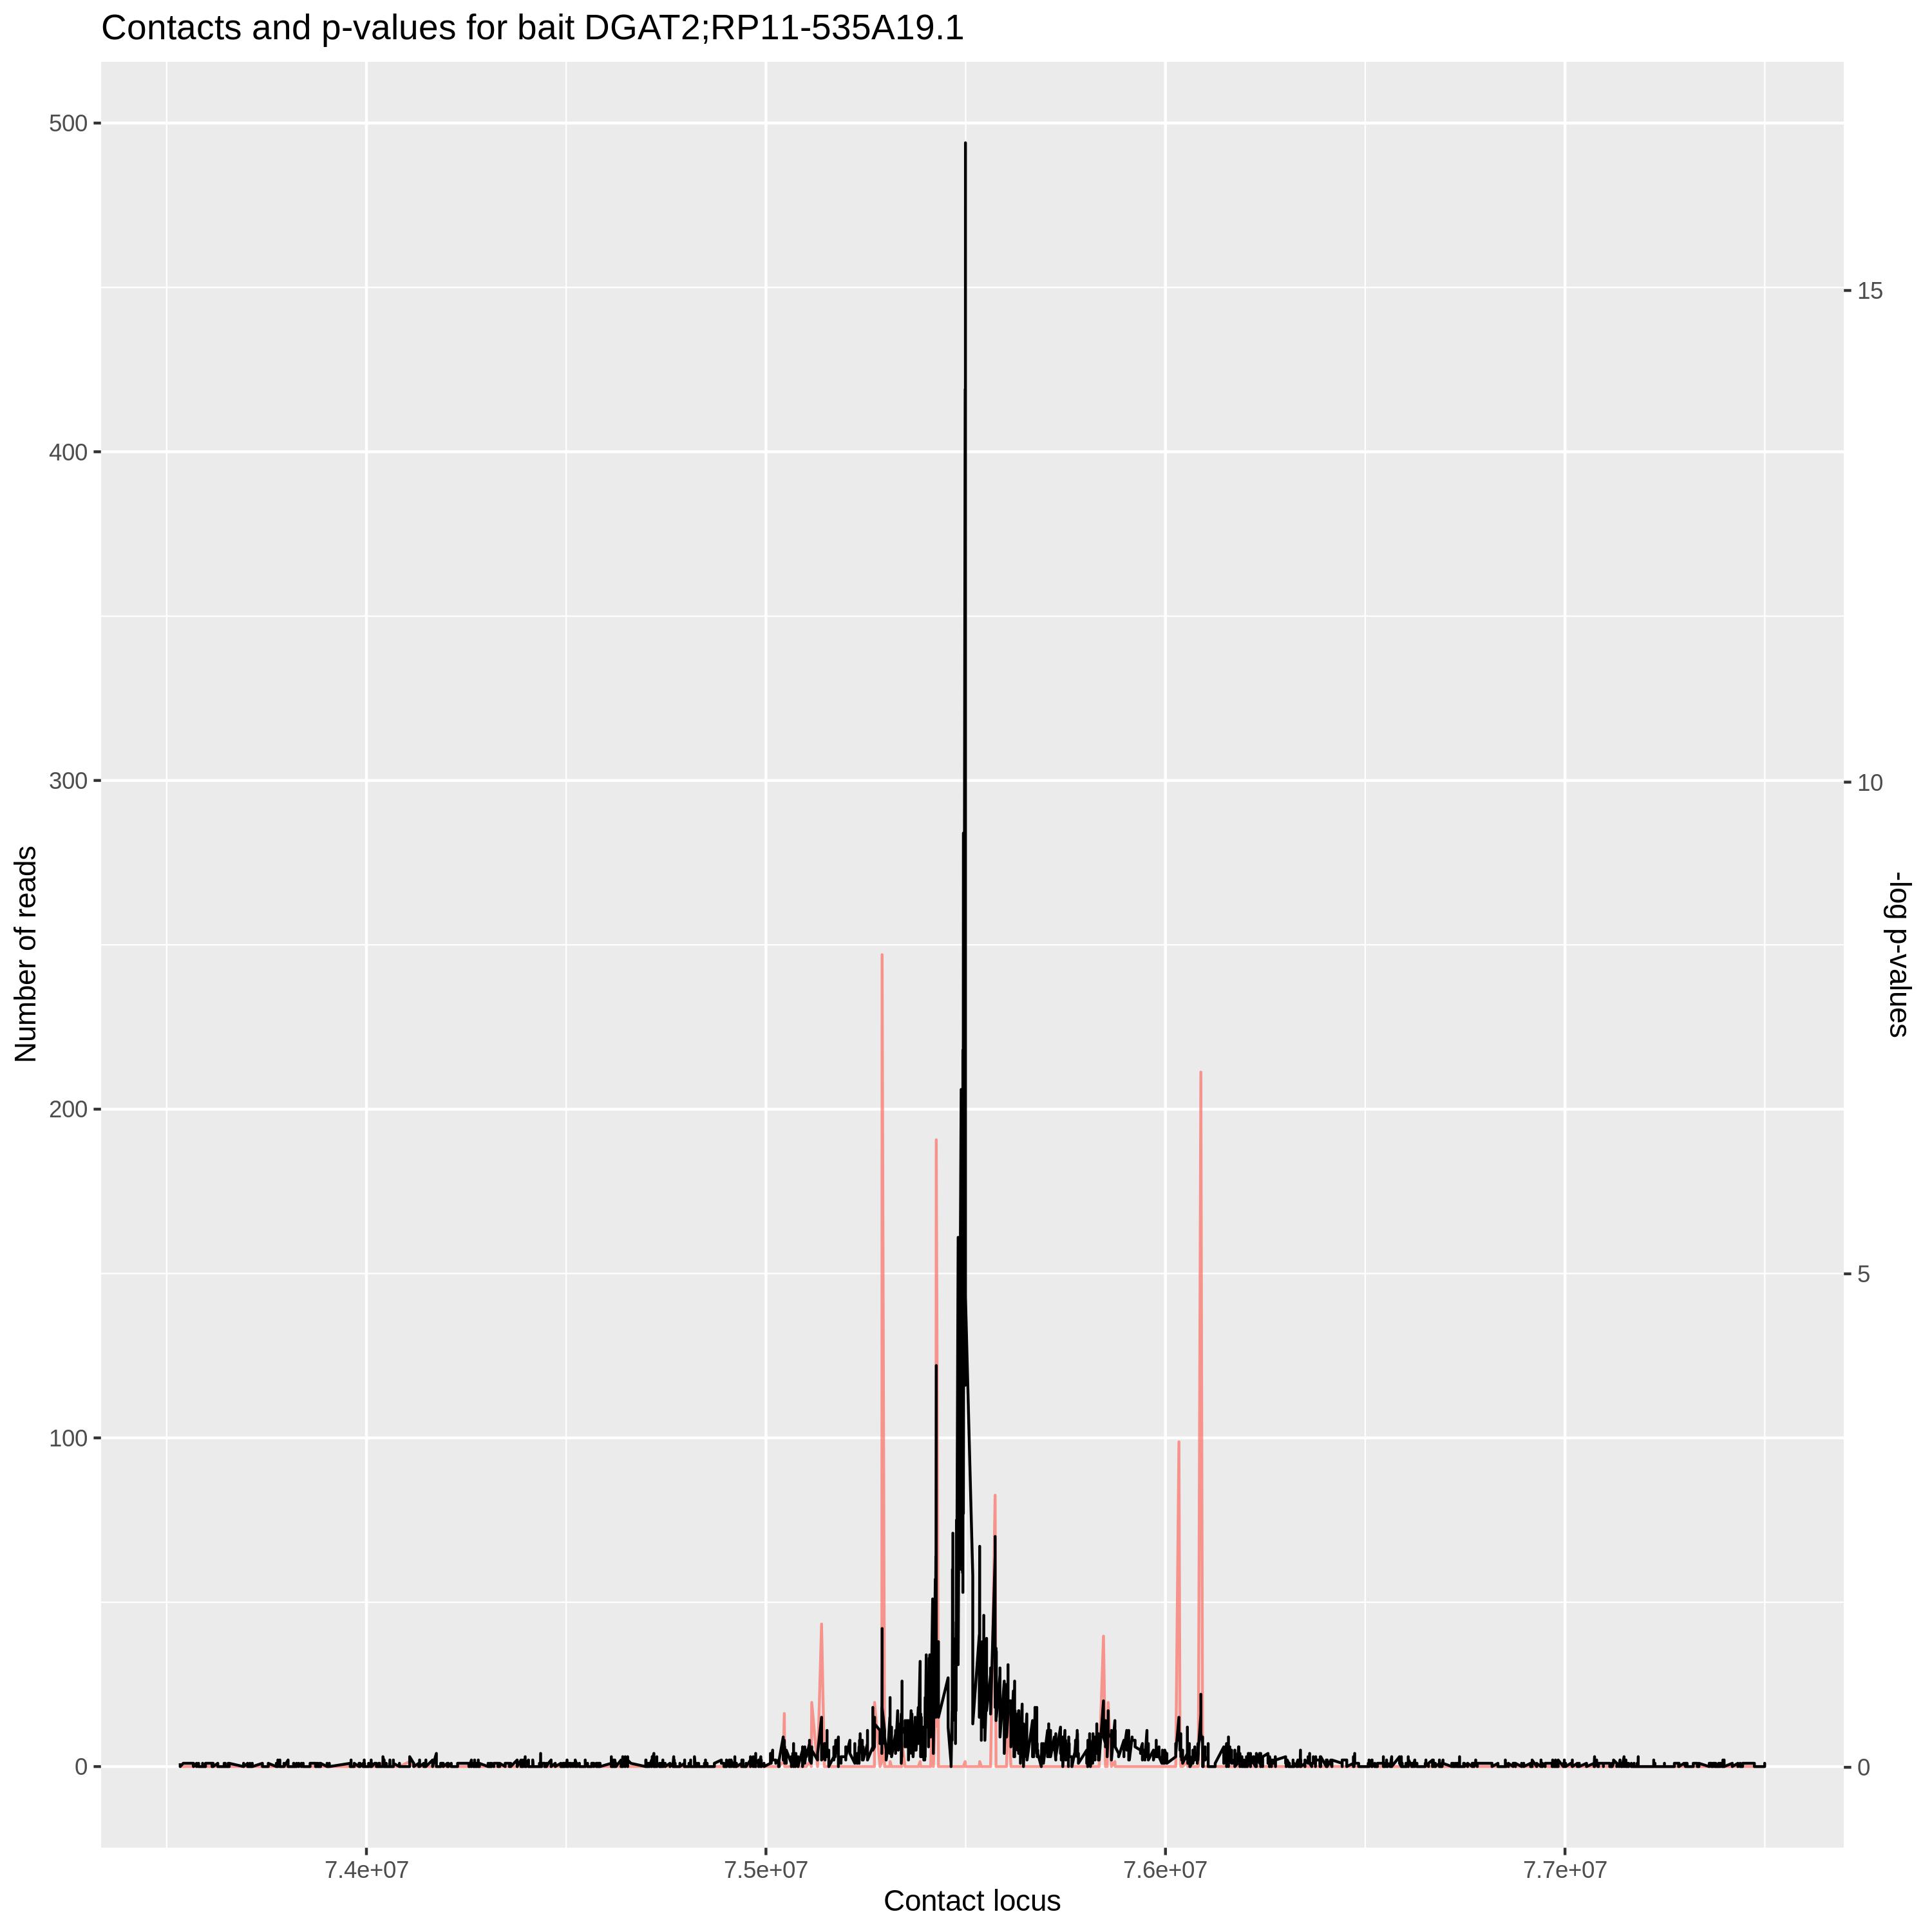 Contacts and p-values for bait DGAT2;RP11-535A19.1
500
400
300
200
100
0
Number of reads
15
10
5
0
-log p-values
7.4e+07
7.5e+07
7.6e+07
7.7e+07
Contact locus